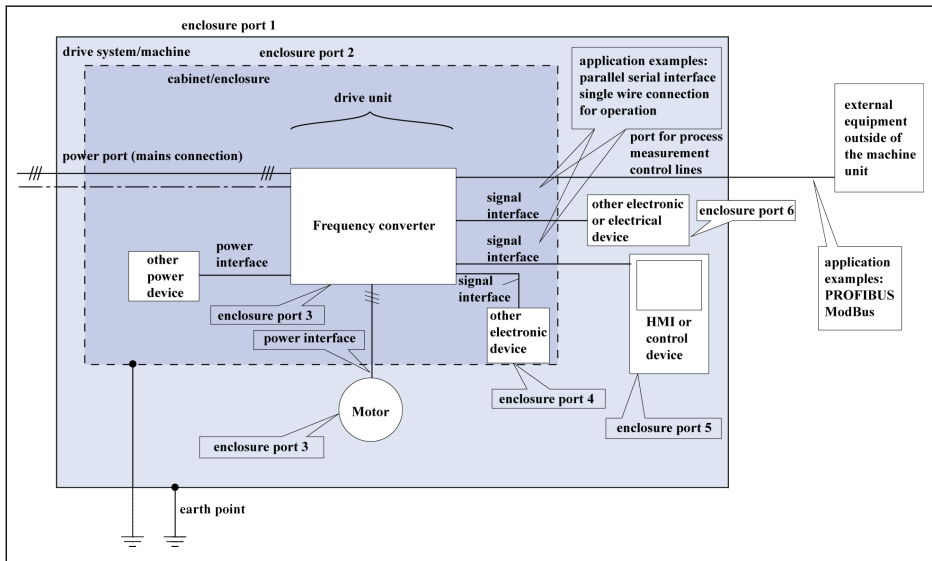 enclosure port 1
drive system/machine
enclosure port 2
cabinet/enclosure
drive unit
application examples:
parallel serial interface
single wire connection
for operation
port for process
measurement
control lines
external
equipment
outside of
the machine
unit
power port (mains connection)
signal
interface
Frequency converter
other electronic
or electrical
device
enclosure port 6
signal
interface
power
interface
other
power
device
signal
interface
application
examples:
PROFIBUS
ModBus
enclosure port 3
other
electronic
device
HMI or
control
device
power interface
enclosure port 4
Motor
enclosure port 3
enclosure port 5
earth point